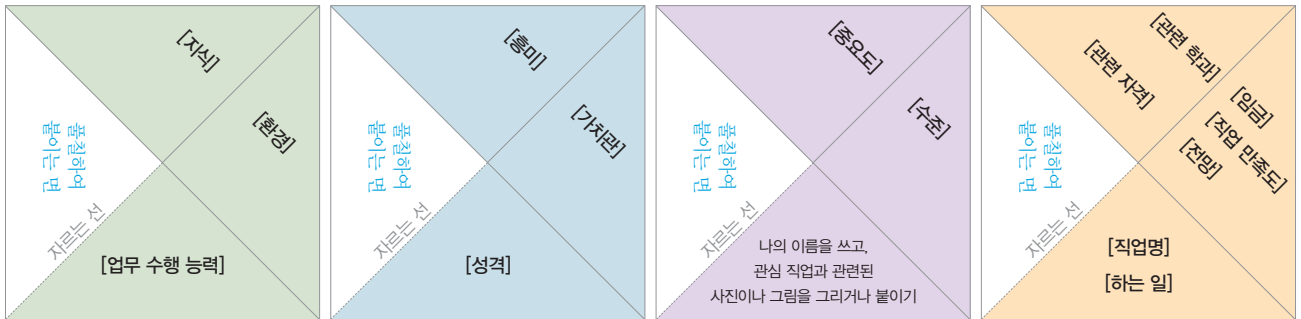 [지식]
[환경]
풀칠하여
붙이는 면
자르는 선
[업무 수행 능력]
[흥미]
[가치관]
풀칠하여
붙이는 면
자르는 선
[성격]
[중요도]
[수준]
풀칠하여
붙이는 면
자르는 선
나의 이름을 쓰고,
관심 직업과 관련된
사진이나 그림을 그리거나 붙이기
[관련 학과]
[관련 자격]
[임금]
[직업 만족도]
[전망]
풀칠하여
붙이는 면
자르는 선
[직업명]
[하는 일]